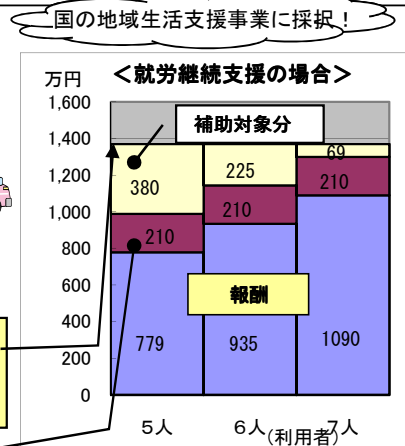 国の地域生活支援事業に採択！
万円 ＜就労継続支援の場合＞
1,600
1,400
1,200
1,000
800
600
400
200
0
補助対象分
380
225
69
210
210
210
報酬
779
935
1090
5人
6人
7人
(利用者)